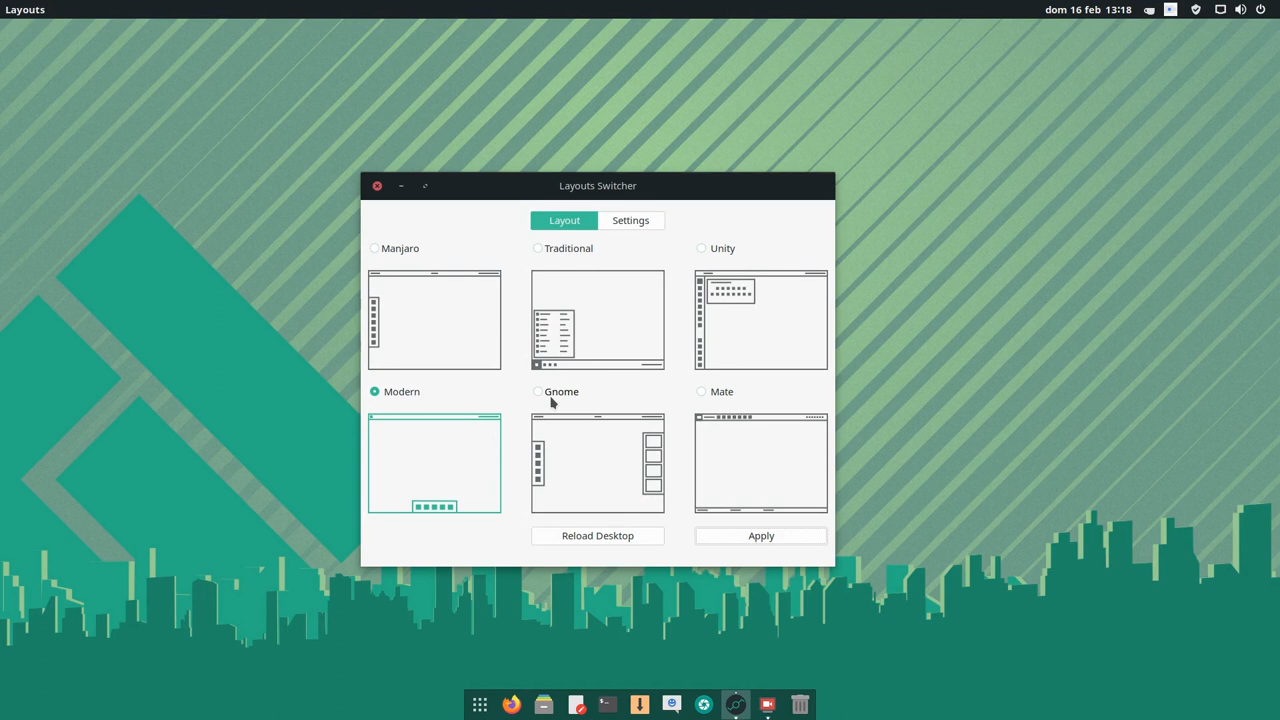 Layouts
dom 16 feb 13:18
Layouts Switcher
Layout Settings
Manjaro Traditional Unity
Modern Gnome Mate
Reload Desktop Apply